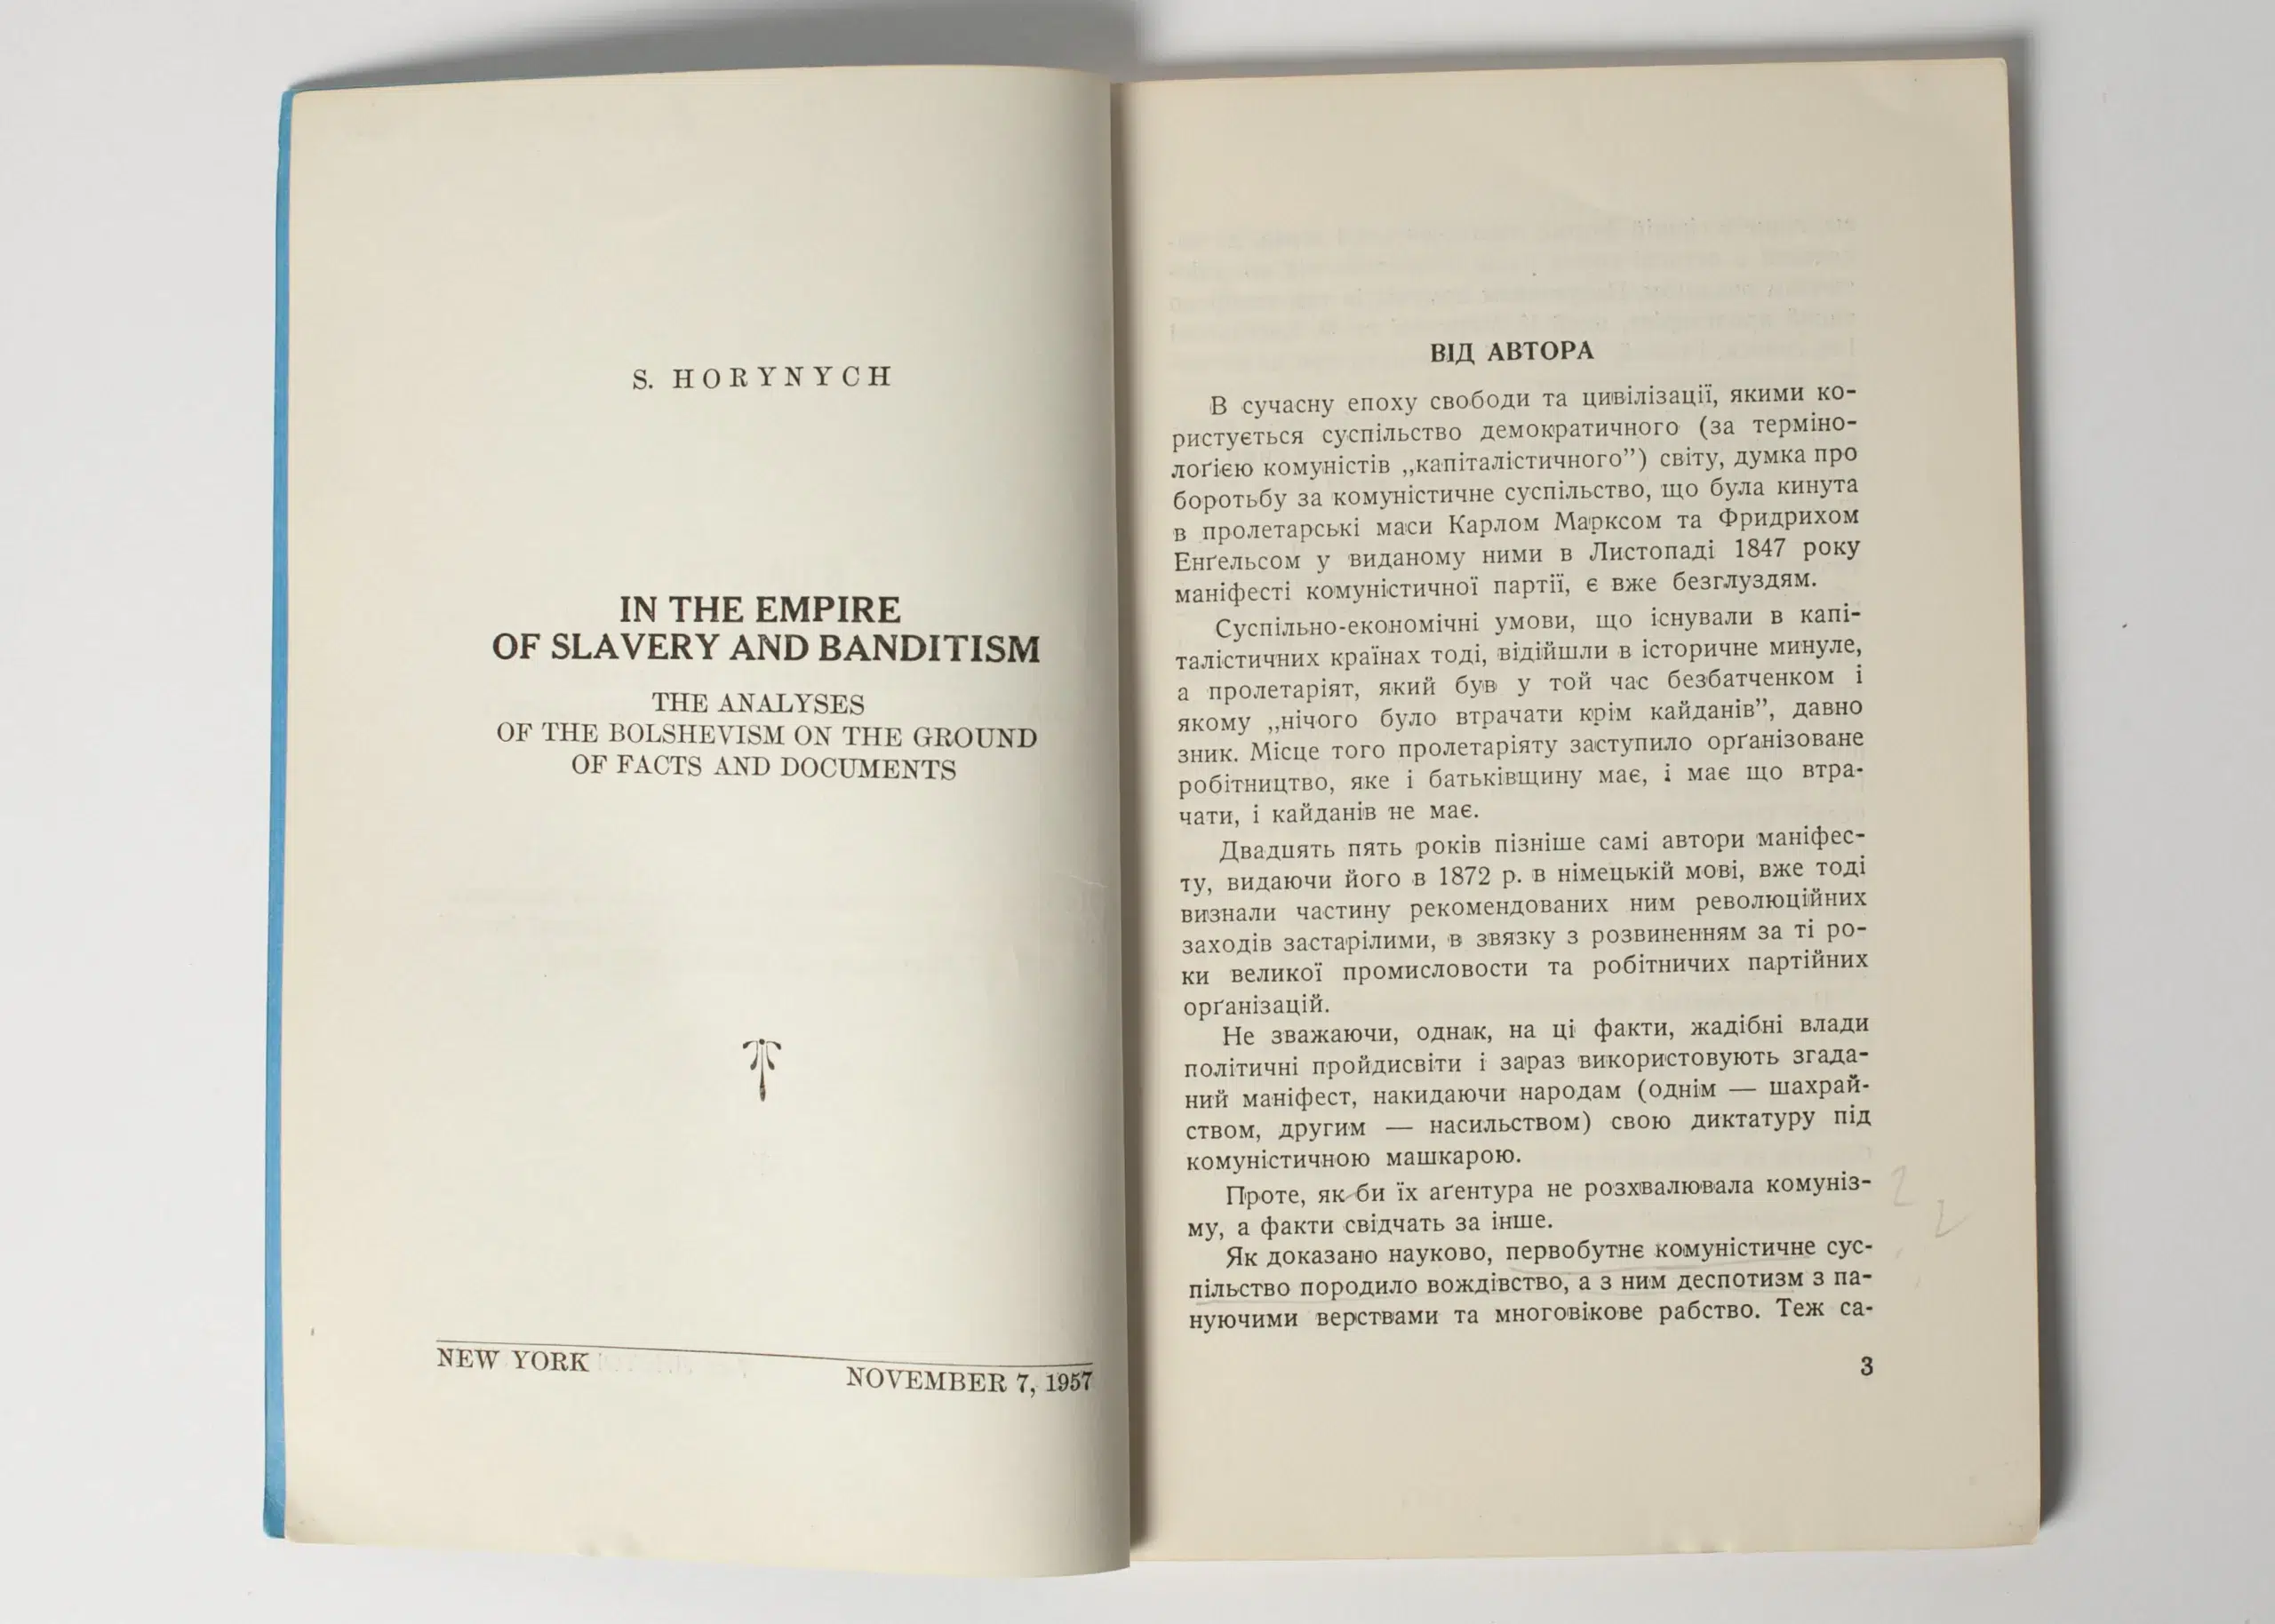 S. HORYNYCH
IN THE EMPIRE
OF SLAVERY AND BANDITISM
THE ANALYSES
OF THE BOLSHEVISM ON THE GROUND
OF FACTS AND DOCUMENTS
NEW YORK
NOVEMBER 7, 1957
ВІД АВТОРА
В сучасну епоху свободи та цивілізації, якими ко-
ристується суспільство демократичного (за терміно-
лоґією комуністів „капіталістичного”) світу, думка про
боротьбу за комуністичне суспільство, що була кинута
в пролетарські маси Карлом Марксом та Фридрихом
Енґельсом у виданому ними в Листопаді 1847 року
маніфесті комуністичної партії, є вже безглуздям.
Суспільно-економічні умови, що існували в капі-
талістичних країнах тоді, відійшли в історичне минуле,
а пролетаріят, який був у той час безбатченком і
якому „нічого було втрачати крім кайданів”, давно
зник. Місце того пролетаріяту заступило орґанізоване
робітництво, яке і батьківщину має, і має що втра-
чати, і кайданів не має.
Двадцять пять років пізніше самі автори маніфес-
ту, видаючи його в 1872 р. в німецькій мові, вже тоді
визнали частину рекомендованих ним революційних
заходів застарілими, в звязку з розвиненням за ті ро-
ки великої промисловости та робітничих партійних
орґанізацій.
Не зважаючи, однак, на ці факти, жадібні влади
політичні пройдисвіти і зараз використовують згада-
ний маніфест, накидаючи народам (однім — шахрай-
ством, другим — насильством) свою диктатуру під
комуністичною машкарою.
Проте, як би їх аґентура не розхвалювала комуніз-
му, а факти свідчать за інше.
Як доказано науково, первобутнє комуністичне сус-
пільство породило вождівство, а з ним деспотизм з па-
нуючими верствами та многовікове рабство. Теж са-
3